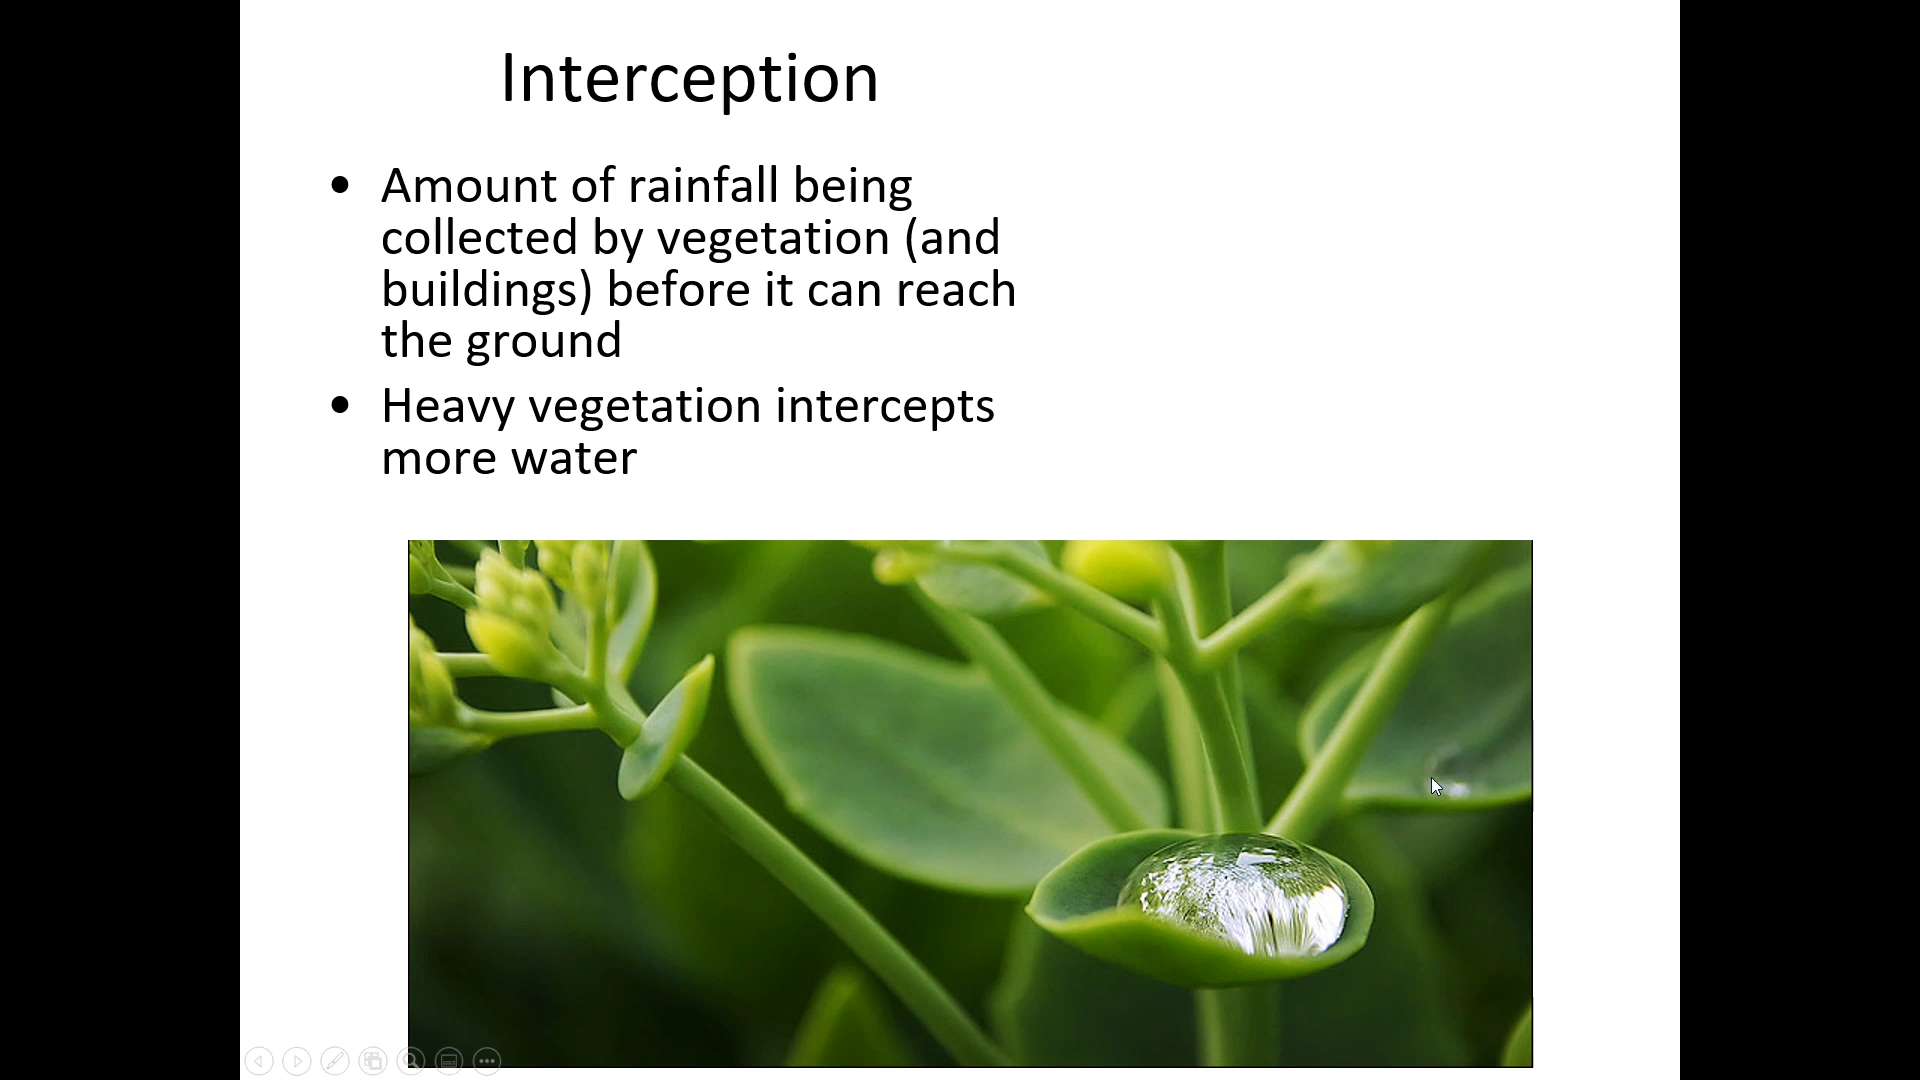 Interception
• Amount of rainfall being
collected by vegetation (and
buildings) before it can reach
the ground
• Heavy vegetation intercepts
more water